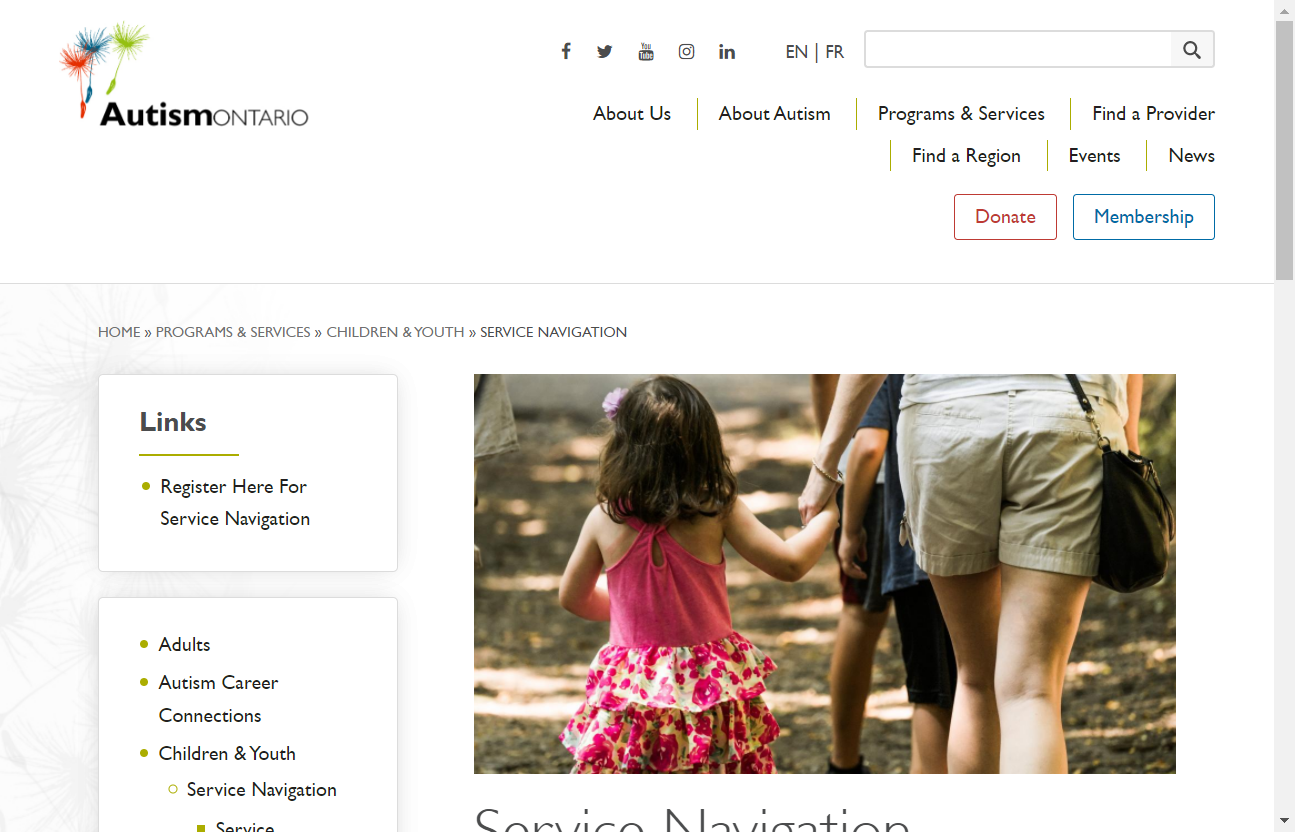 AutismONTARIO
You Tube
EN | FR
About Us
About Autism
Programs & Services
Find a Provider
Find a Region
Events
News
Donate
Membership
HOME » PROGRAMS & SERVICES » CHILDREN & YOUTH » SERVICE NAVIGATION
Links
Register Here For
Service Navigation
Adults
Autism Career
Connections
Children & Youth
Service Navigation
Service
Service Navigation